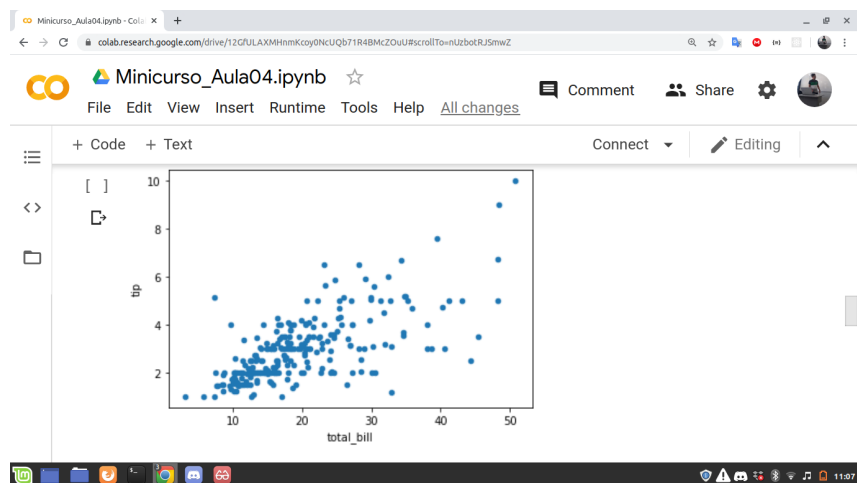 Minicurso_Aula04.ipynb - Cola
colab.research.google.com/drive/12GfULAXMHnmKcoy0NcUQb71R4BMcZOuU#scrollTo=nUzbotRJSmwZ
Minicurso_Aula04.ipynb
Comment
Share
File Edit View Insert Runtime Tools Help All changes
+ Code + Text
Connect
Editing
[ ]
10
8
6
4
2
tip
10 20 30 40 50
total_bill
3
11:07